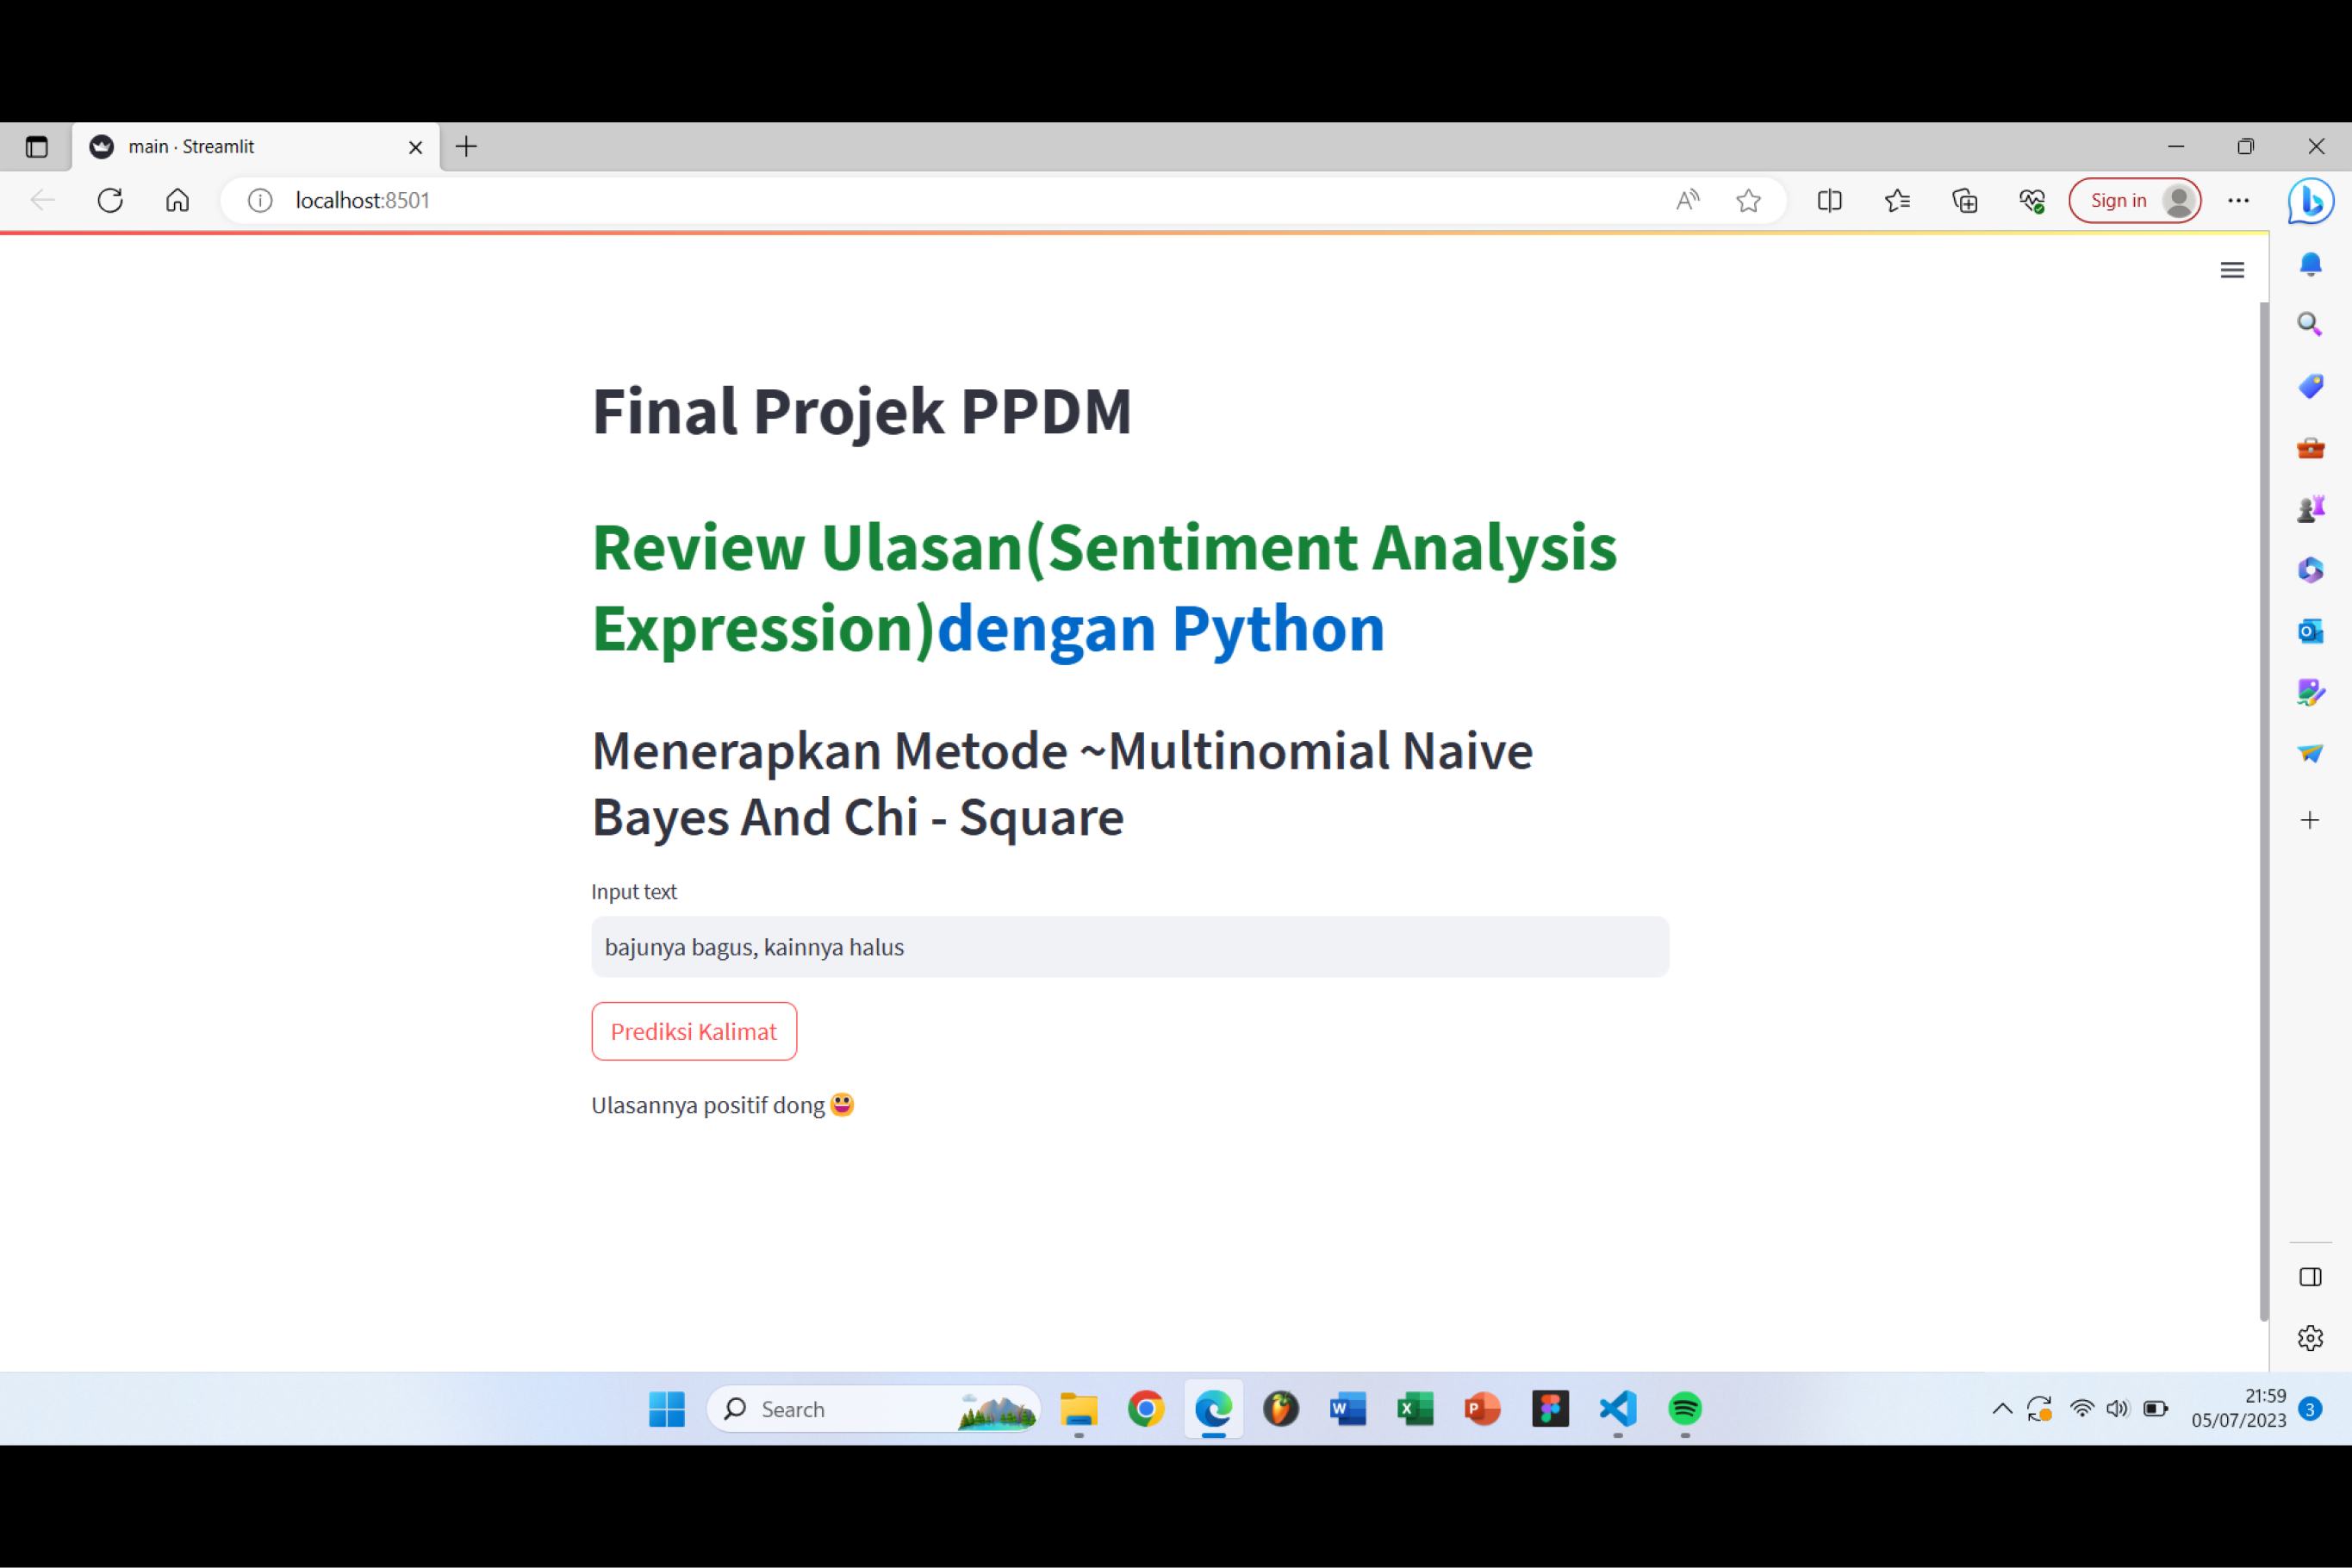 main · Streamlit
localhost:8501
Sign in
Final Projek PPDM
Review Ulasan(Sentiment Analysis
Expression)dengan Python
Menerapkan Metode ~Multinomial Naive
Bayes And Chi - Square
Input text
bajunya bagus, kainnya halus
Prediksi Kalimat
Ulasannya positif dong😀
Search
21:59
05/07/2023
3